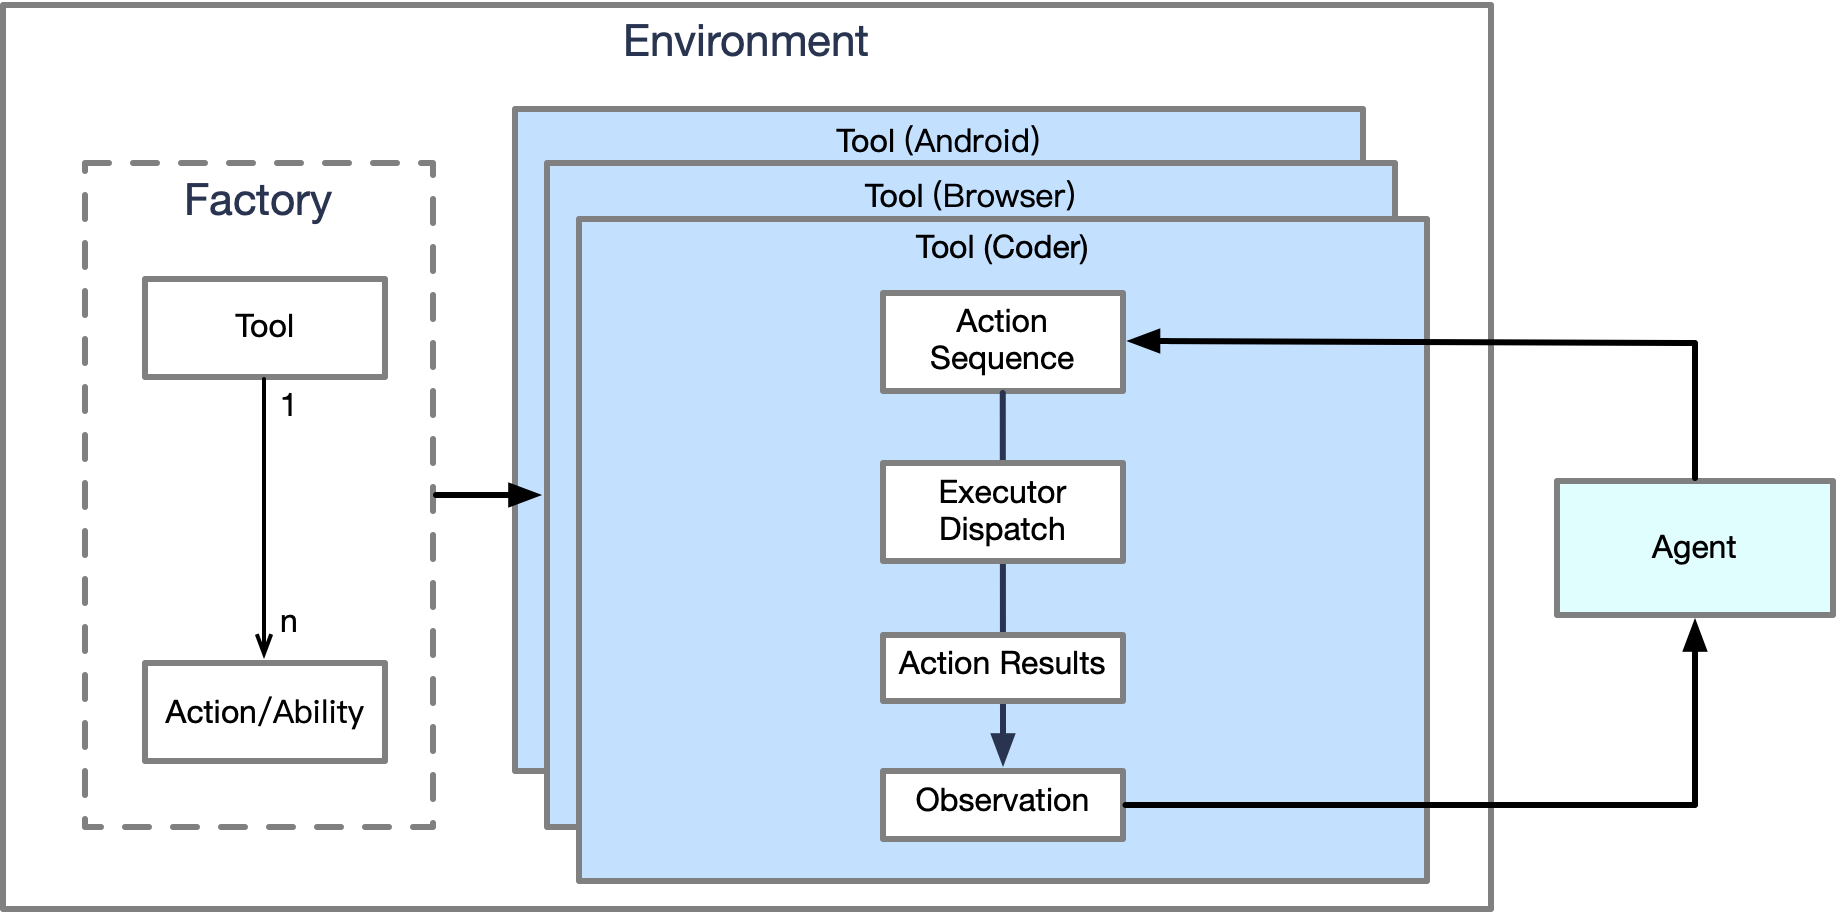 Environment
Factory
Tool
1
n
Action/Ability
Tool (Android)
Tool (Browser)
Tool (Coder)
Action
Sequence
Executor
Dispatch
Action Results
Observation
Agent